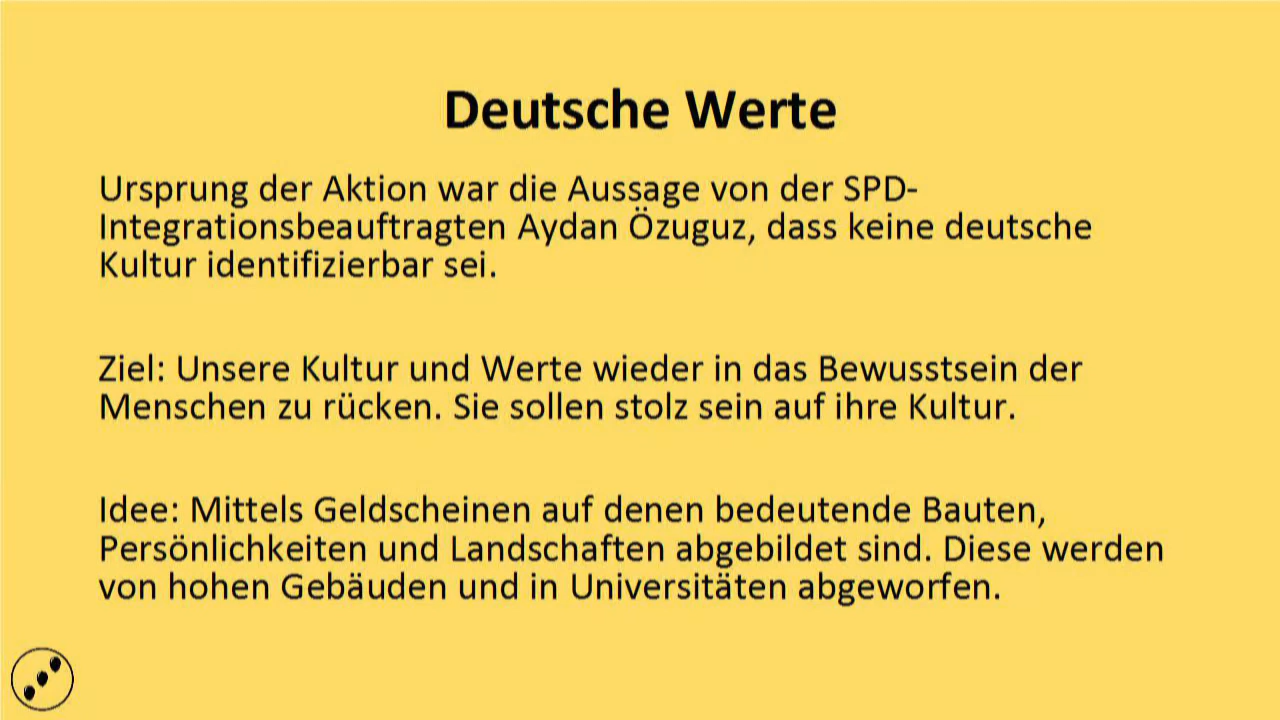 Deutsche Werte
Ursprung der Aktion war die Aussage von der SPD-
Integrationsbeauftragten Aydan Özuguz, dass keine deutsche
Kultur identifizierbar sei.
Ziel: Unsere Kultur und Werte wieder in das Bewusstsein der
Menschen zu rücken. Sie sollen stolz sein auf ihre Kultur.
Idee: Mittels Geldscheinen auf denen bedeutende Bauten,
Persönlichkeiten und Landschaften abgebildet sind. Diese werden
von hohen Gebäuden und in Universitäten abgeworfen.